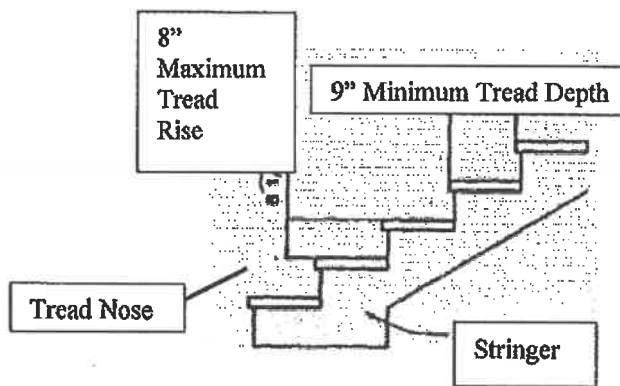 8”
Maximum
Tread
Rise
9” Minimum Tread Depth
Tread Nose
Stringer